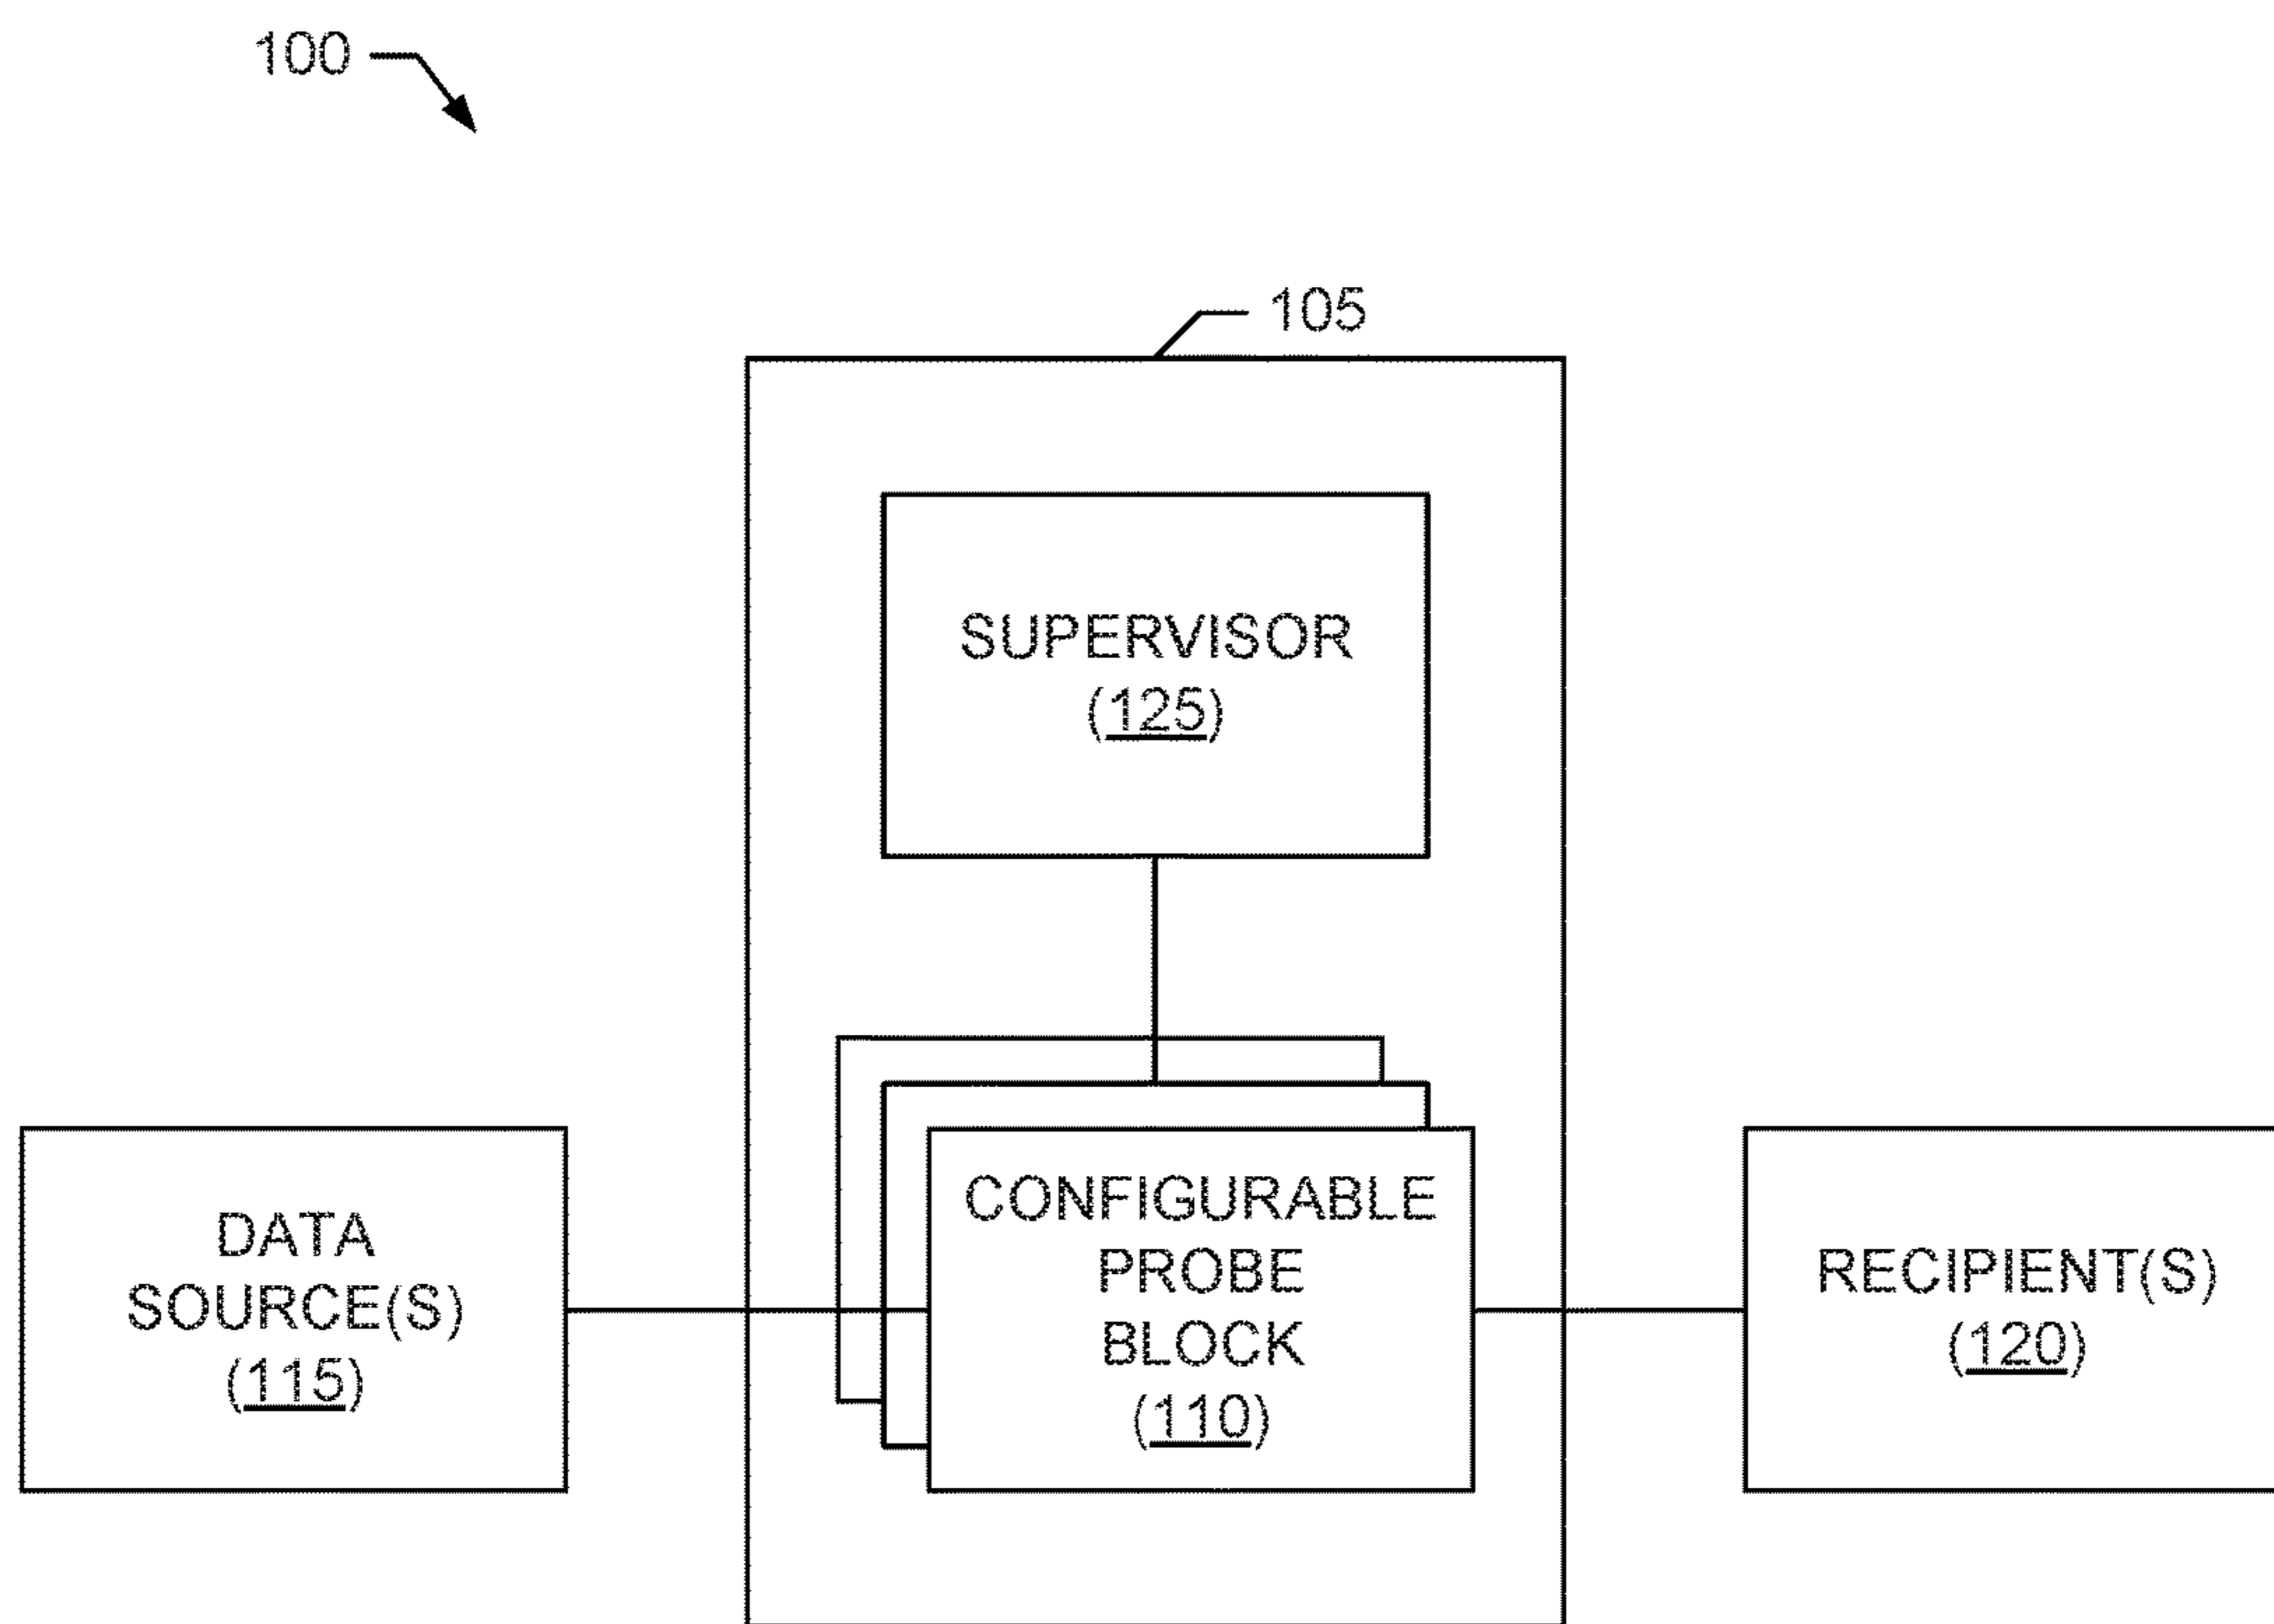 100
105
SUPERVISOR
(125)
DATA
SOURCE(S)
(115)
CONFIGURABLE
PROBE
BLOCK
(110)
RECIPIENT(S)
(120)